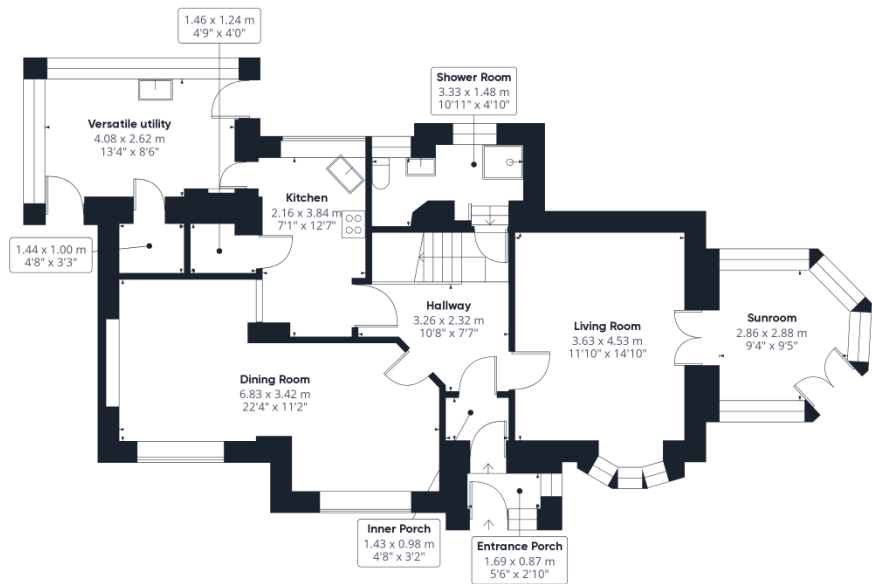 1.46 x 1.24 m
4'9" x 4'0"
Shower Room
3.33 x 1.48 m
10'11" x 4'10"
Versatile utility
4.08 x 2.62 m
13'4" x 8'6"
Kitchen
2.16 x 3.84 m
7'1" x 12'7"
1.44 x 1.00 m
4'8" x 3'3"
Hallway
3.26 x 2.32 m
10'8" x 7'7"
Living Room
3.63 x 4.53 m
11'10" x 14'10"
Sunroom
2.86 x 2.88 m
9'4" x 9'5"
Dining Room
6.83 x 3.42 m
22'4" x 11'2"
Inner Porch
1.43 x 0.98 m
4'8" x 3'2"
Entrance Porch
1.69 x 0.87 m
5'6" x 2'10"